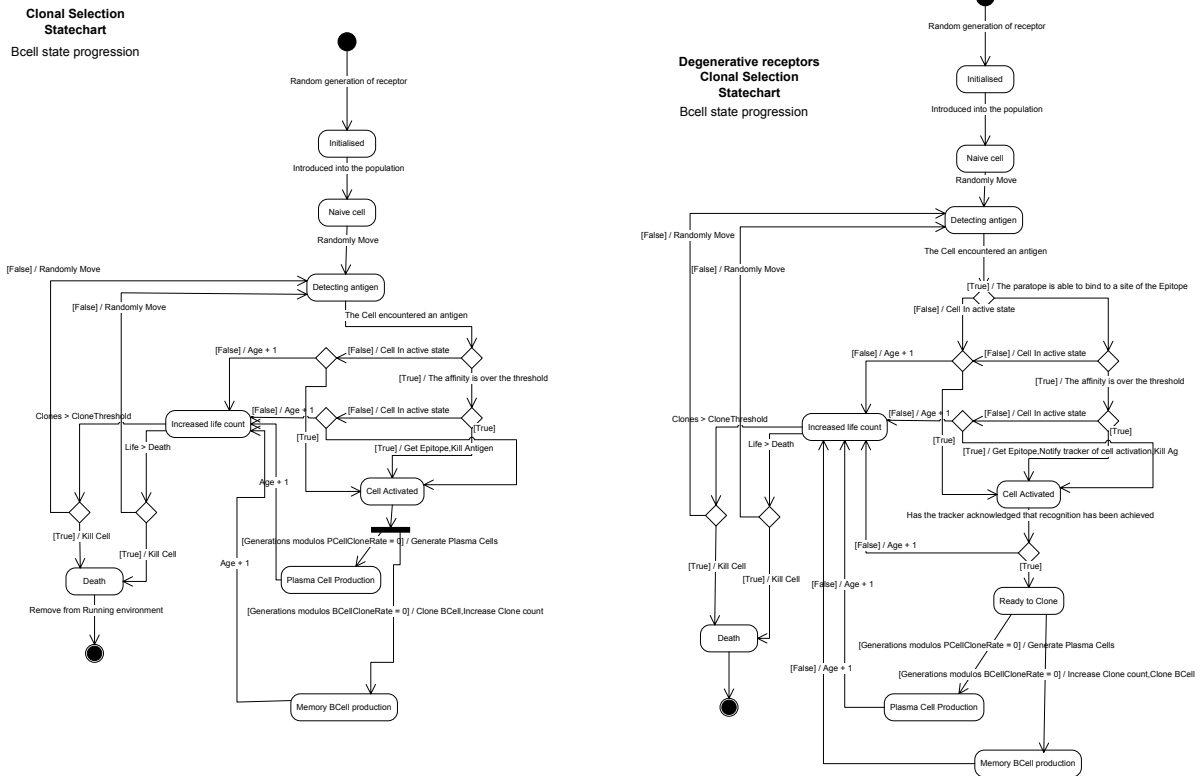 Clonal Selection
Statechart
Bcell state progression
Random generation of receptor
Initialised
Introduced into the population
Naive cell
Randomly Move
[False] / Randomly Move
Detecting antigen
[False] / Randomly Move
The Cell encountered an antigen
[False] / Age + 1
[False] / Cell In active state
[True] / The affinity is over the threshold
Clones > CloneThreshold
Increased life count
[False] / Age + 1
[False] / Cell In active state
Life > Death
[True]
[True]
[True] / Get Epitope,Kill Antigen
Age + 1
Cell Activated
[True] / Kill Cell
[Generations modulos PCellCloneRate = 0] / Generate Plasma Cells
[True] / Kill Cell
Age + 1
Death
Plasma Cell Production
Remove from Running environment
[Generations modulos BCellCloneRate = 0] / Clone BCell,Increase Clone count
Memory BCell production
Degenerative receptors
Clonal Selection
Statechart
Bcell state progression
Random generation of receptor
Initialised
Introduced into the population
Naive cell
Randomly Move
Detecting antigen
[False] / Randomly Move
The Cell encountered an antigen
[False] / Randomly Move
[True] / The paratope is able to bind to a site of the Epitope
[False] / Cell In active state
[False] / Age + 1
[False] / Cell In active state
[True] / The affinity is over the threshold
Clones > CloneThreshold
Increased life count
[False] / Age + 1
[False] / Cell In active state
Life > Death
[True]
[True]
[True] / Get Epitope,Notify tracker of cell activation,Kill Ag
Cell Activated
Has the tracker acknowledged that recognition has been achieved
[False] / Age + 1
[True] / Kill Cell
[True]
[True] / Kill Cell
[False] / Age + 1
Ready to Clone
Death
[Generations modulos PCellCloneRate = 0] / Generate Plasma Cells
[False] / Age + 1
[Generations modulos BCellCloneRate = 0] / Increase Clone count,Clone BCell
Plasma Cell Production
Memory BCell production